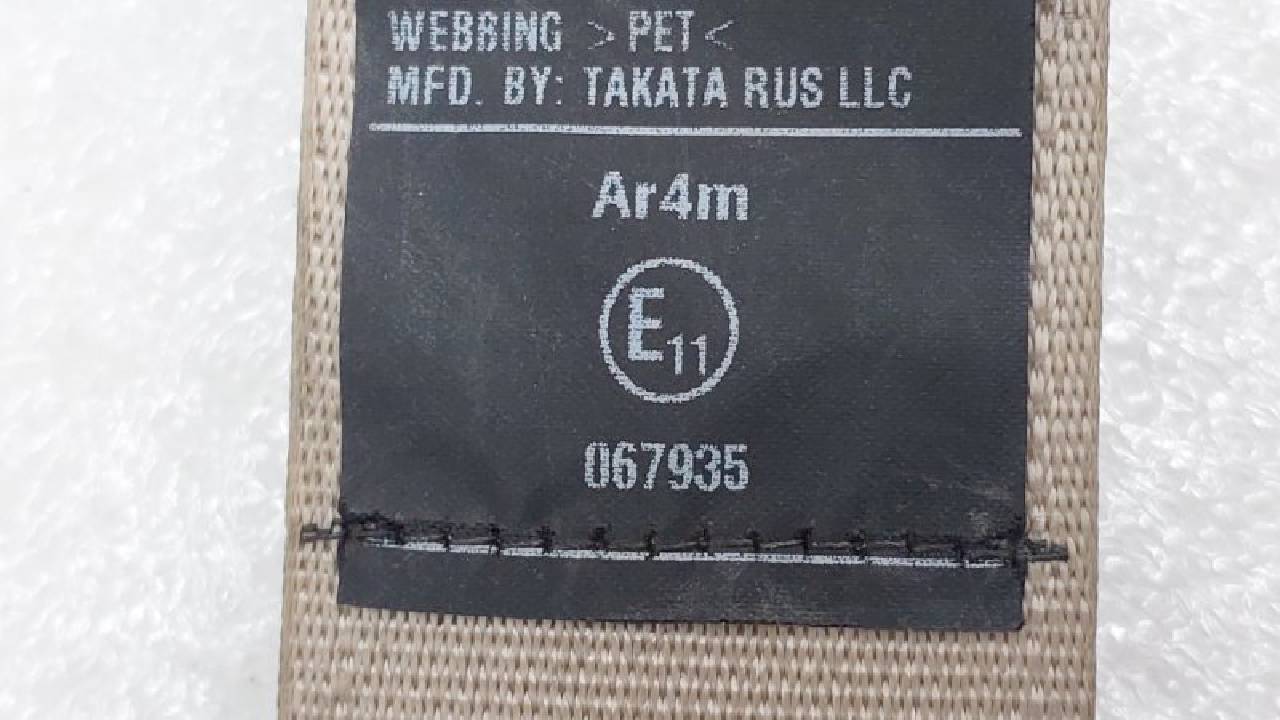 WEBBING >PET<
MFD. BY: TAKATA RUS LLC
Ar4m
E11
067935